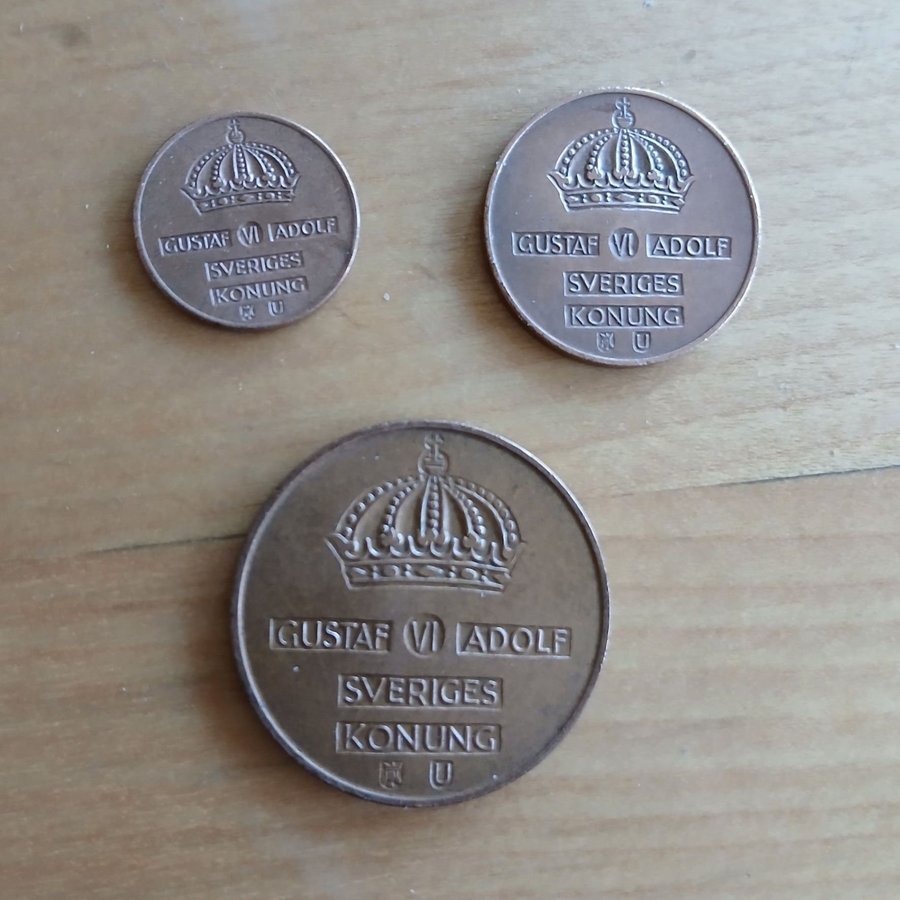 GUSTAF VI ADOLF
SVERIGES
KONUNG
U
GUSTAF VI ADOLF
SVERIGES
KONUNG
U
GUSTAF VI ADOLF
SVERIGES
KONUNG
U